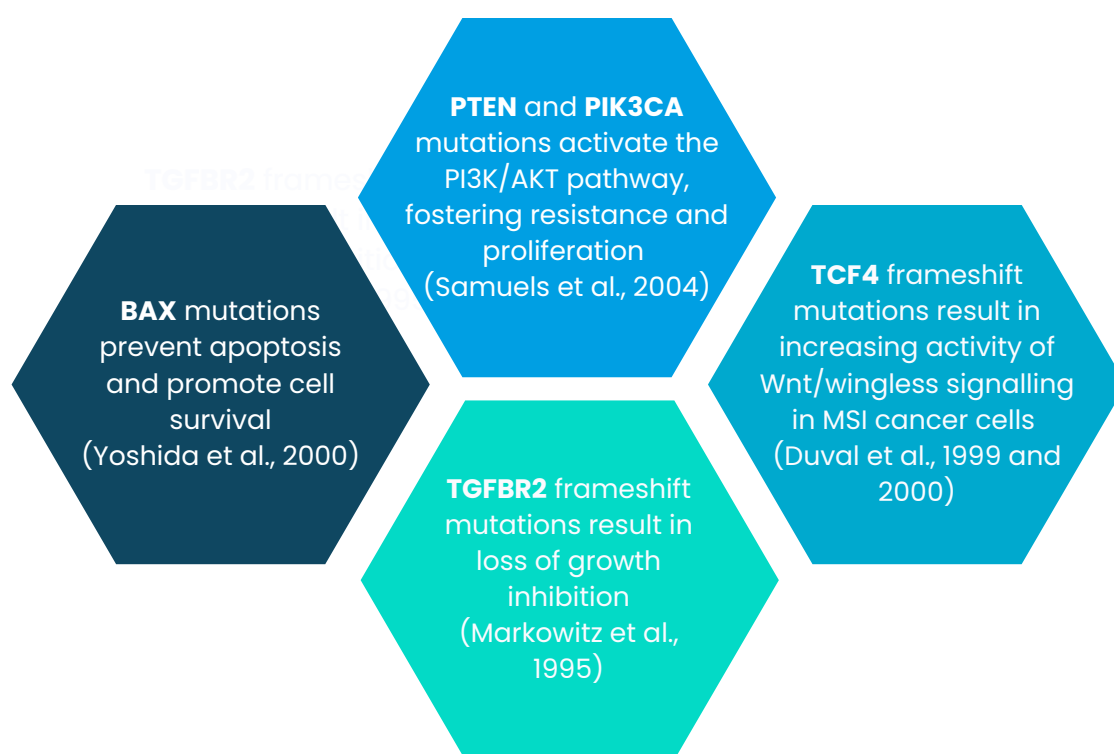 PTEN and PIK3CA
mutations activate the
PI3K/AKT pathway,
fostering resistance and
proliferation
(Samuels et al., 2004)
BAX mutations
prevent apoptosis
and promote cell
survival
(Yoshida et al., 2000)
TCF4 frameshift
mutations result in
increasing activity of
Wnt/wingless signalling
in MSI cancer cells
(Duval et al., 1999 and
2000)
TGFBR2 frameshift
mutations result in
loss of growth
inhibition
(Markowitz et al.,
1995)
TGFBR2